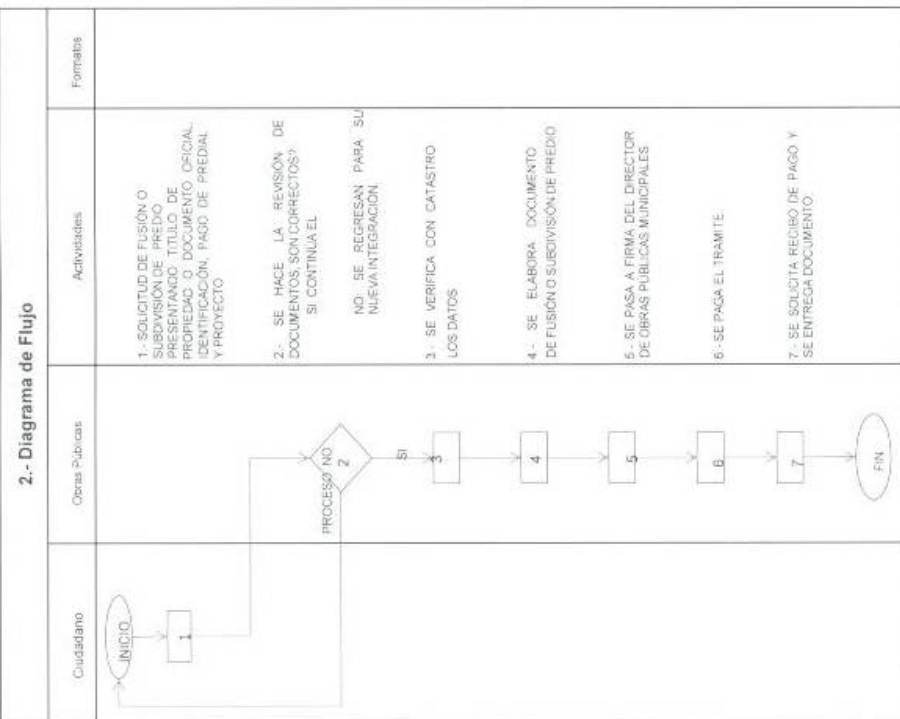 2.- Diagrama de Flujo
Ciudadano
Obras Públicas
Actividades
Formatos
INICIO
1
PROCESO NO
2
SI
3
4
5
6
7
FIN
1.- SOLICITUD DE FUSIÓN O
SUBDIVISIÓN DE PREDIO
PRESENTANDO TITULO DE
PROPIEDAD O DOCUMENTO OFICIAL,
IDENTIFICACIÓN, PAGO DE PREDIAL
Y PROYECTO
2.- SE HACE LA REVISIÓN DE
DOCUMENTOS, SON CORRECTOS?
SI CONTINUA EL
NO SE REGRESAN PARA SU
NUEVA INTEGRACIÓN.
3.- SE VERIFICA CON CATASTRO
LOS DATOS
4.- SE ELABORA DOCUMENTO
DE FUSIÓN O SUBDIVISIÓN DE PREDIO
5.- SE PASA A FIRMA DEL DIRECTOR
DE OBRAS PUBLICAS MUNICIPALES
6.- SE PAGA EL TRAMITE
7.- SE SOLICITA RECIBO DE PAGO Y
SE ENTREGA DOCUMENTO